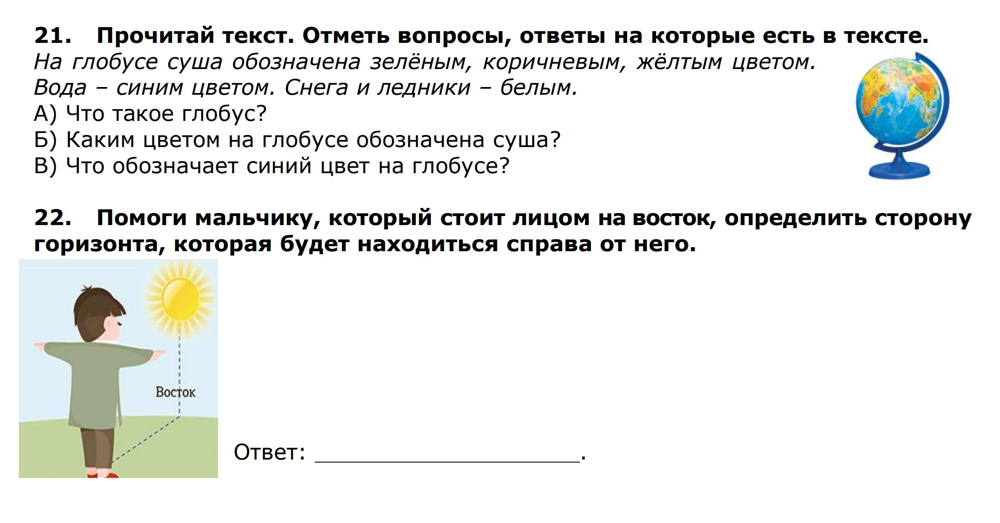 21. Прочитай текст. Отметь вопросы, ответы на которые есть в тексте.
На глобусе суша обозначена зелёным, коричневым, жёлтым цветом.
Вода – синим цветом. Снега и ледники – белым.
А) Что такое глобус?
Б) Каким цветом на глобусе обозначена суша?
В) Что обозначает синий цвет на глобусе?
22. Помоги мальчику, который стоит лицом на восток, определить сторону
горизонта, которая будет находиться справа от него.
Восток
Ответ: ________________________.